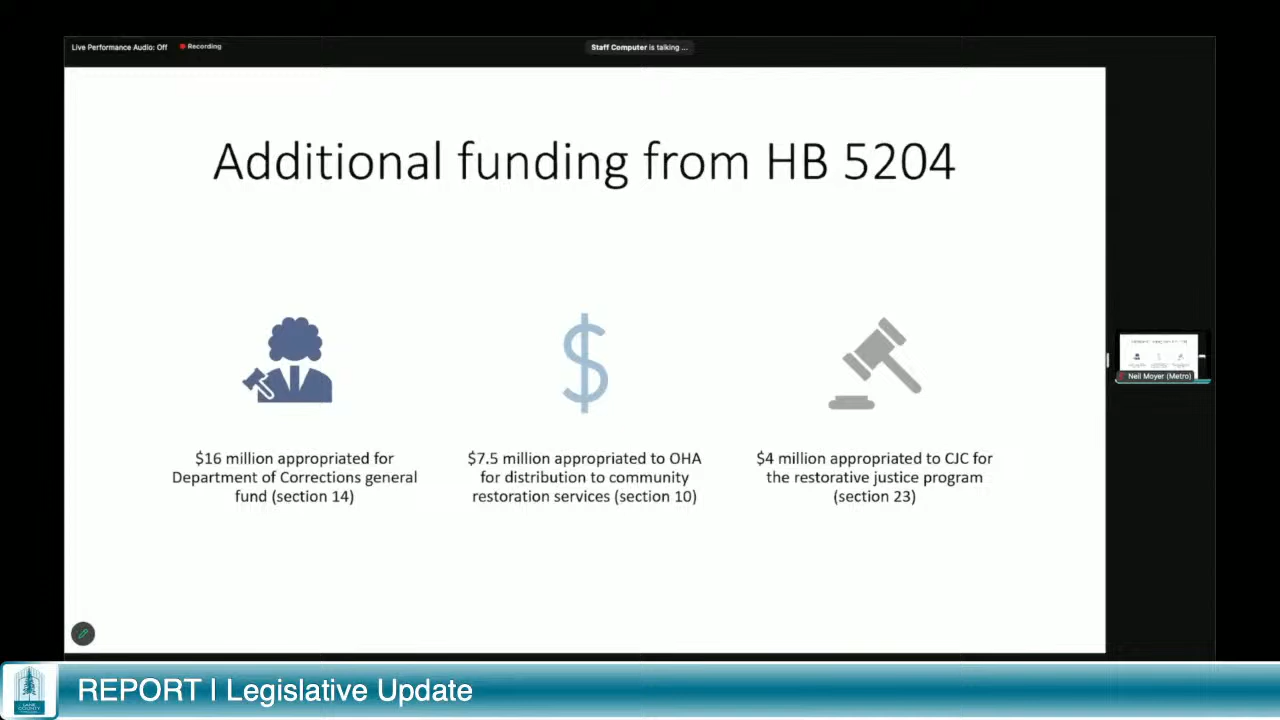 Live Performance Audio: Off
Recording
Staff Computer is talking ...
Additional funding from HB 5204
$16 million appropriated for
Department of Corrections general
fund (section 14)
$7.5 million appropriated to OHA
for distribution to community
restoration services (section 10)
$4 million appropriated to CJC for
the restorative justice program
(section 23)
Neil Moyer (Metro)
LANE
COUNTY
REPORT | Legislative Update